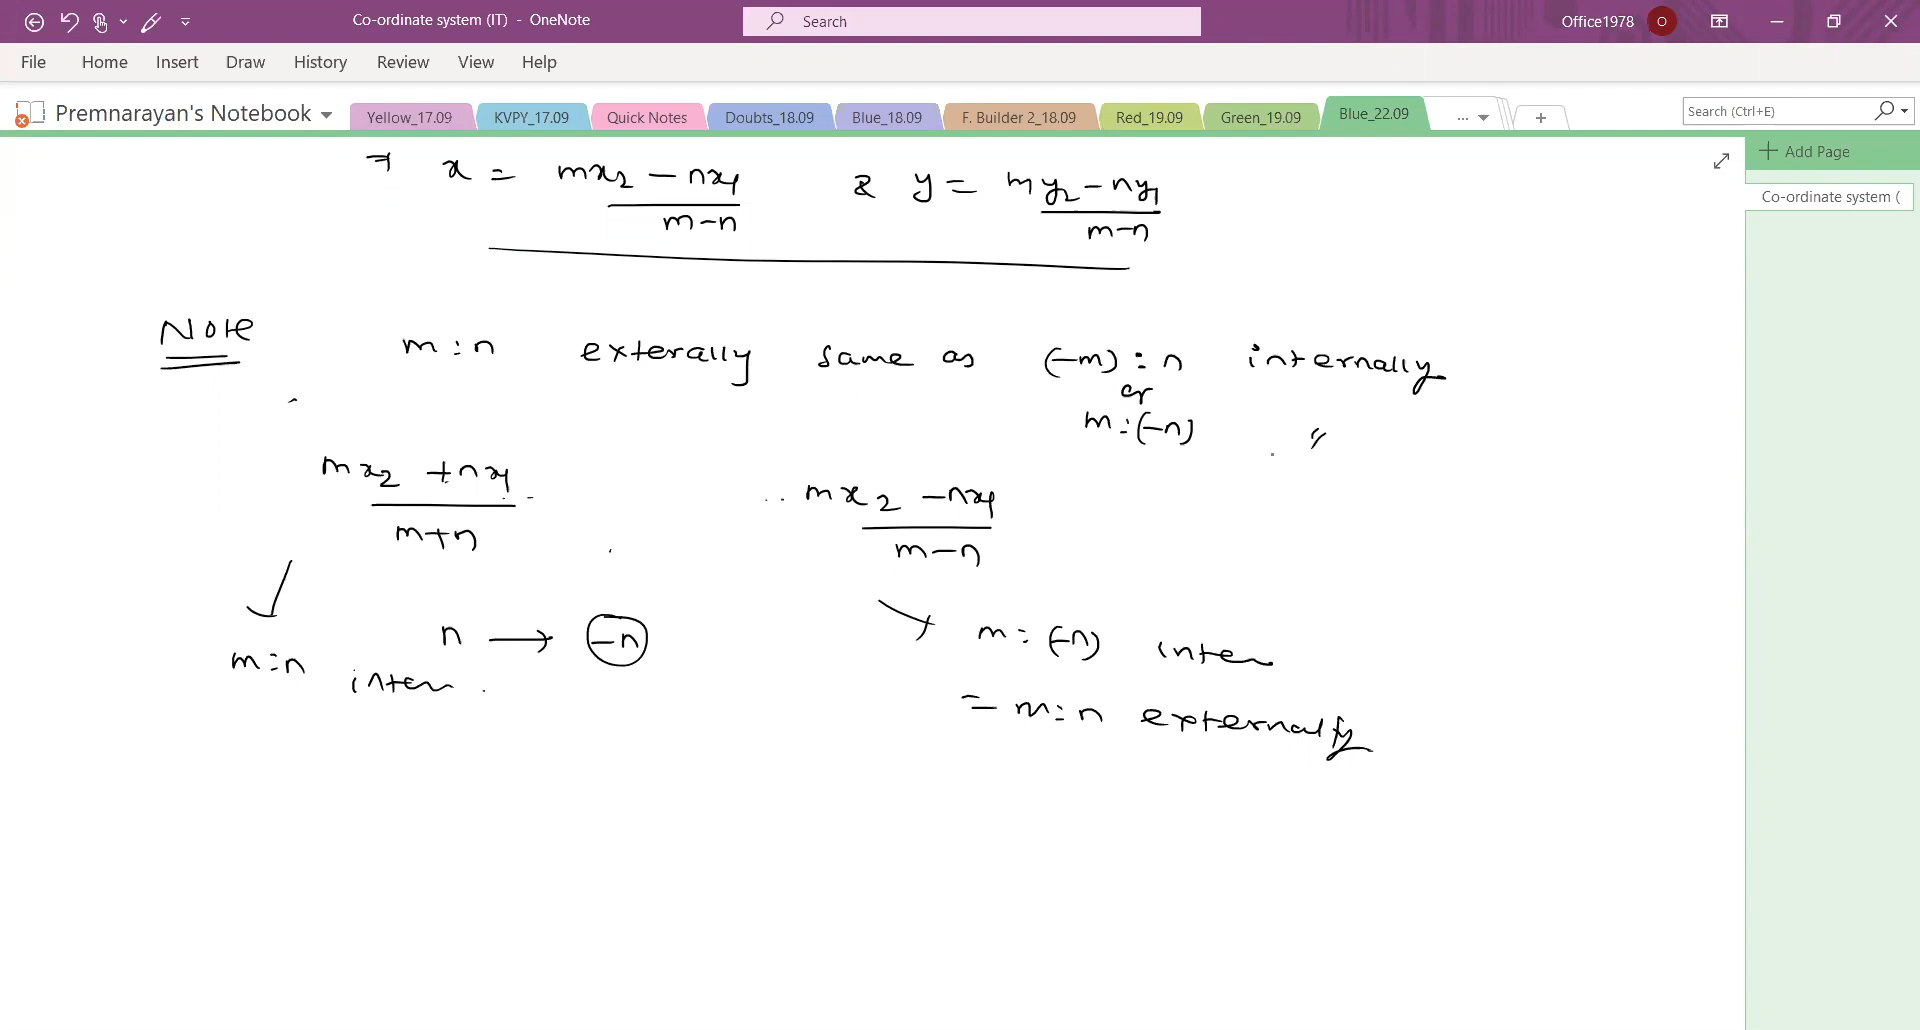 Co-ordinate system (IT) - OneNote
Search
Office1978
O
File Home Insert Draw History Review View Help
Premnarayan's Notebook
Yellow_17.09 KVPY_17.09 Quick Notes Doubts_18.09 Blue_18.09 F. Builder 2_18.09 Red_19.09 Green_19.09 Blue_22.09 ... +
Search (Ctrl+E)
Add Page
Co-ordinate system (
⇒ x = (mx₂ - nx₁)/(m-n) & y = (my₂ - ny₁)/(m-n)
Note
m:n exterally same as (-m):n internally
or
m:(-n) "
(mx₂ + nx₁)/(m+n)
(mx₂ - nx₁)/(m-n)
n → -n
m:n inter
m:(-n) inter
= m:n externally